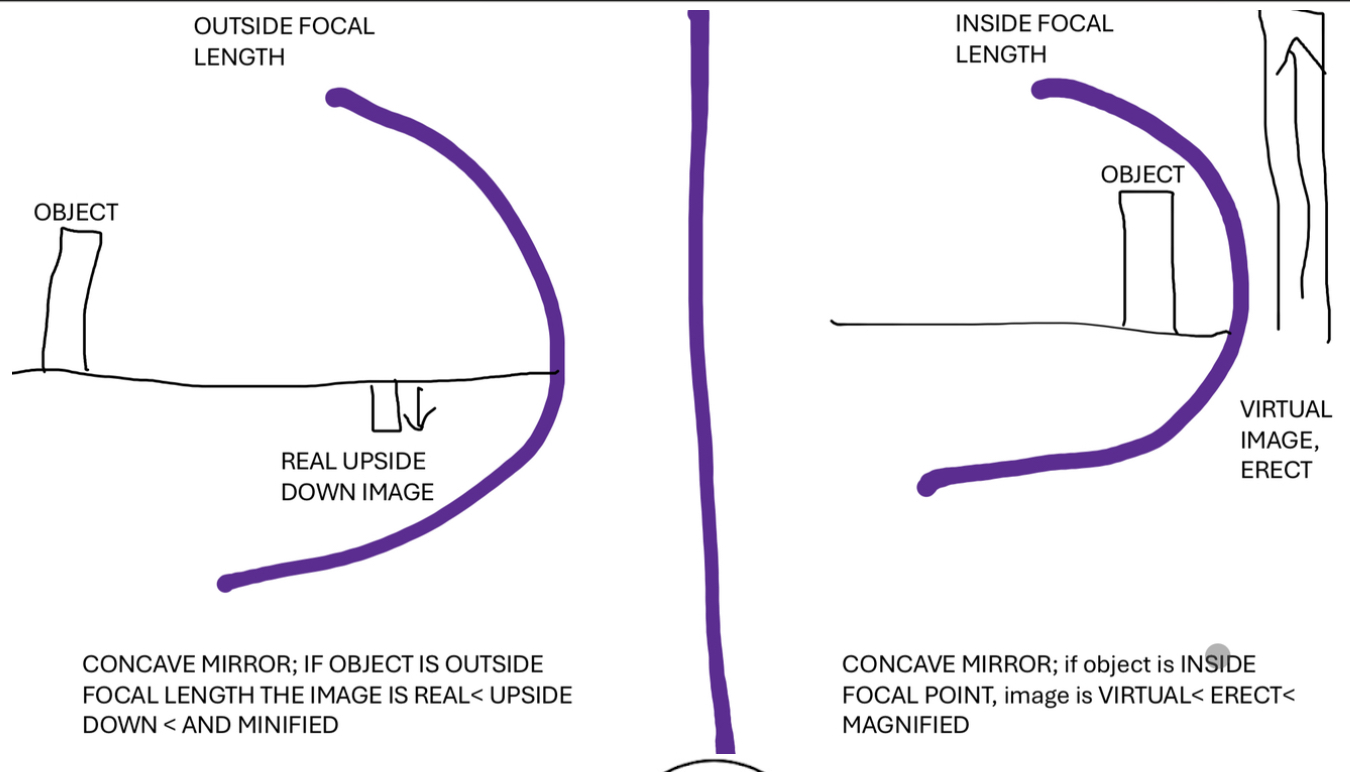 OUTSIDE FOCAL
LENGTH
OBJECT
REAL UPSIDE
DOWN IMAGE
CONCAVE MIRROR; IF OBJECT IS OUTSIDE
FOCAL LENGTH THE IMAGE IS REAL< UPSIDE
DOWN < AND MINIFIED
INSIDE FOCAL
LENGTH
OBJECT
VIRTUAL
IMAGE,
ERECT
CONCAVE MIRROR; if object is INSIDE
FOCAL POINT, image is VIRTUAL< ERECT<
MAGNIFIED